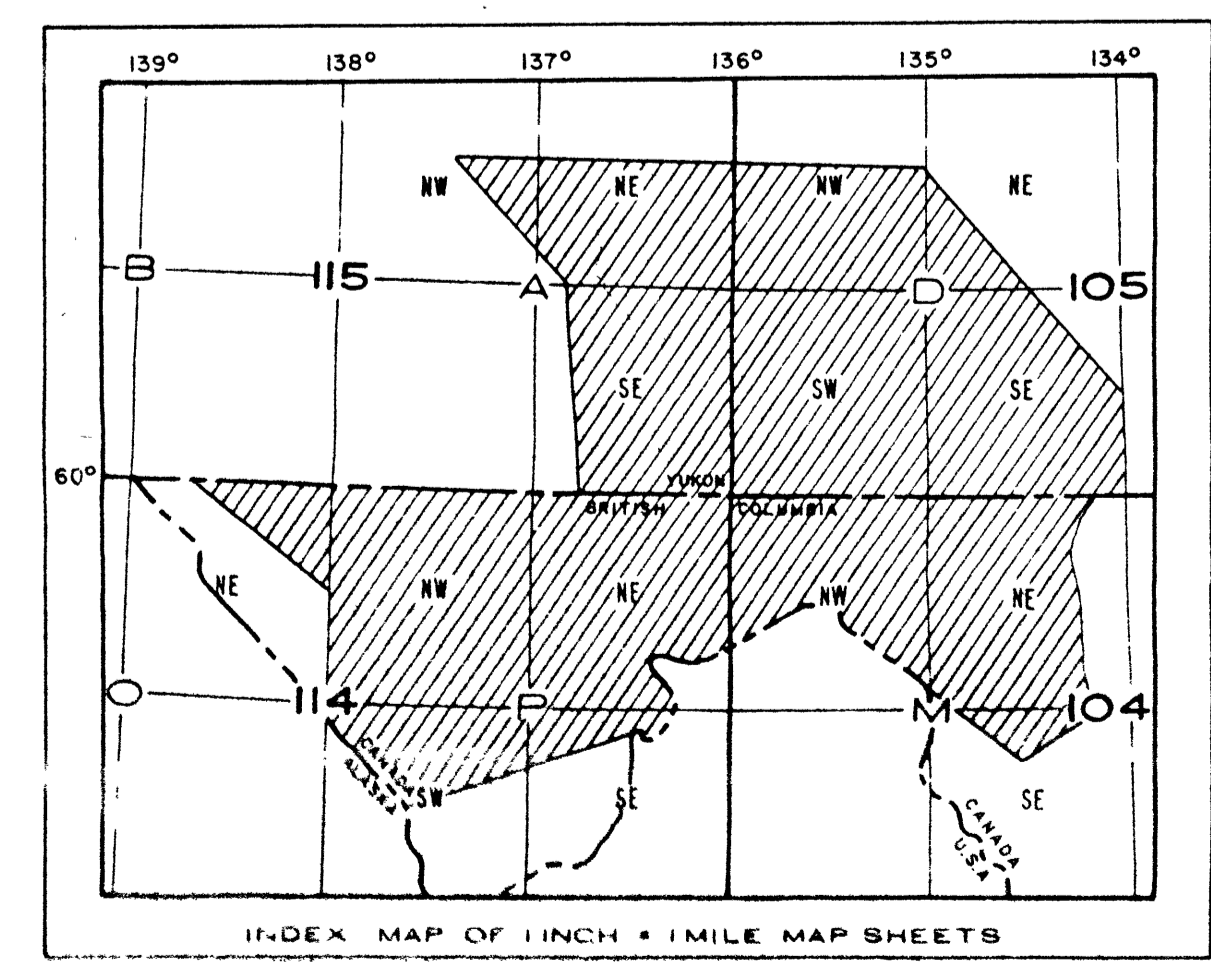 139° 138° 137° 136° 135° 134°
NW NE NW NE
B 115 A D 105
SE SW SE
60°
YUKON
BRITISH COLUMBIA
NE NW NE NW NE
O 114 P M 104
CANADA
ALASKA
SW SE SE
CANADA
U.S.A
INDEX MAP OF 1 INCH = 1 MILE MAP SHEETS